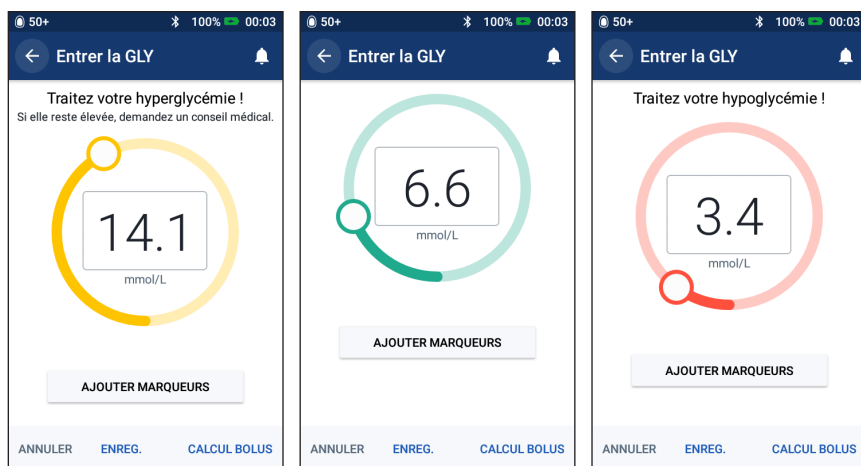 50+ 100% 00:03
Entrer la GLY
Traitez votre hyperglycémie !
Si elle reste élevée, demandez un conseil médical.
14.1
mmol/L
AJOUTER MARQUEURS
ANNULER ENREG. CALCUL BOLUS
50+ 100% 00:03
Entrer la GLY
6.6
mmol/L
AJOUTER MARQUEURS
ANNULER ENREG. CALCUL BOLUS
50+ 100% 00:03
Entrer la GLY
Traitez votre hypoglycémie !
3.4
mmol/L
AJOUTER MARQUEURS
ANNULER ENREG. CALCUL BOLUS